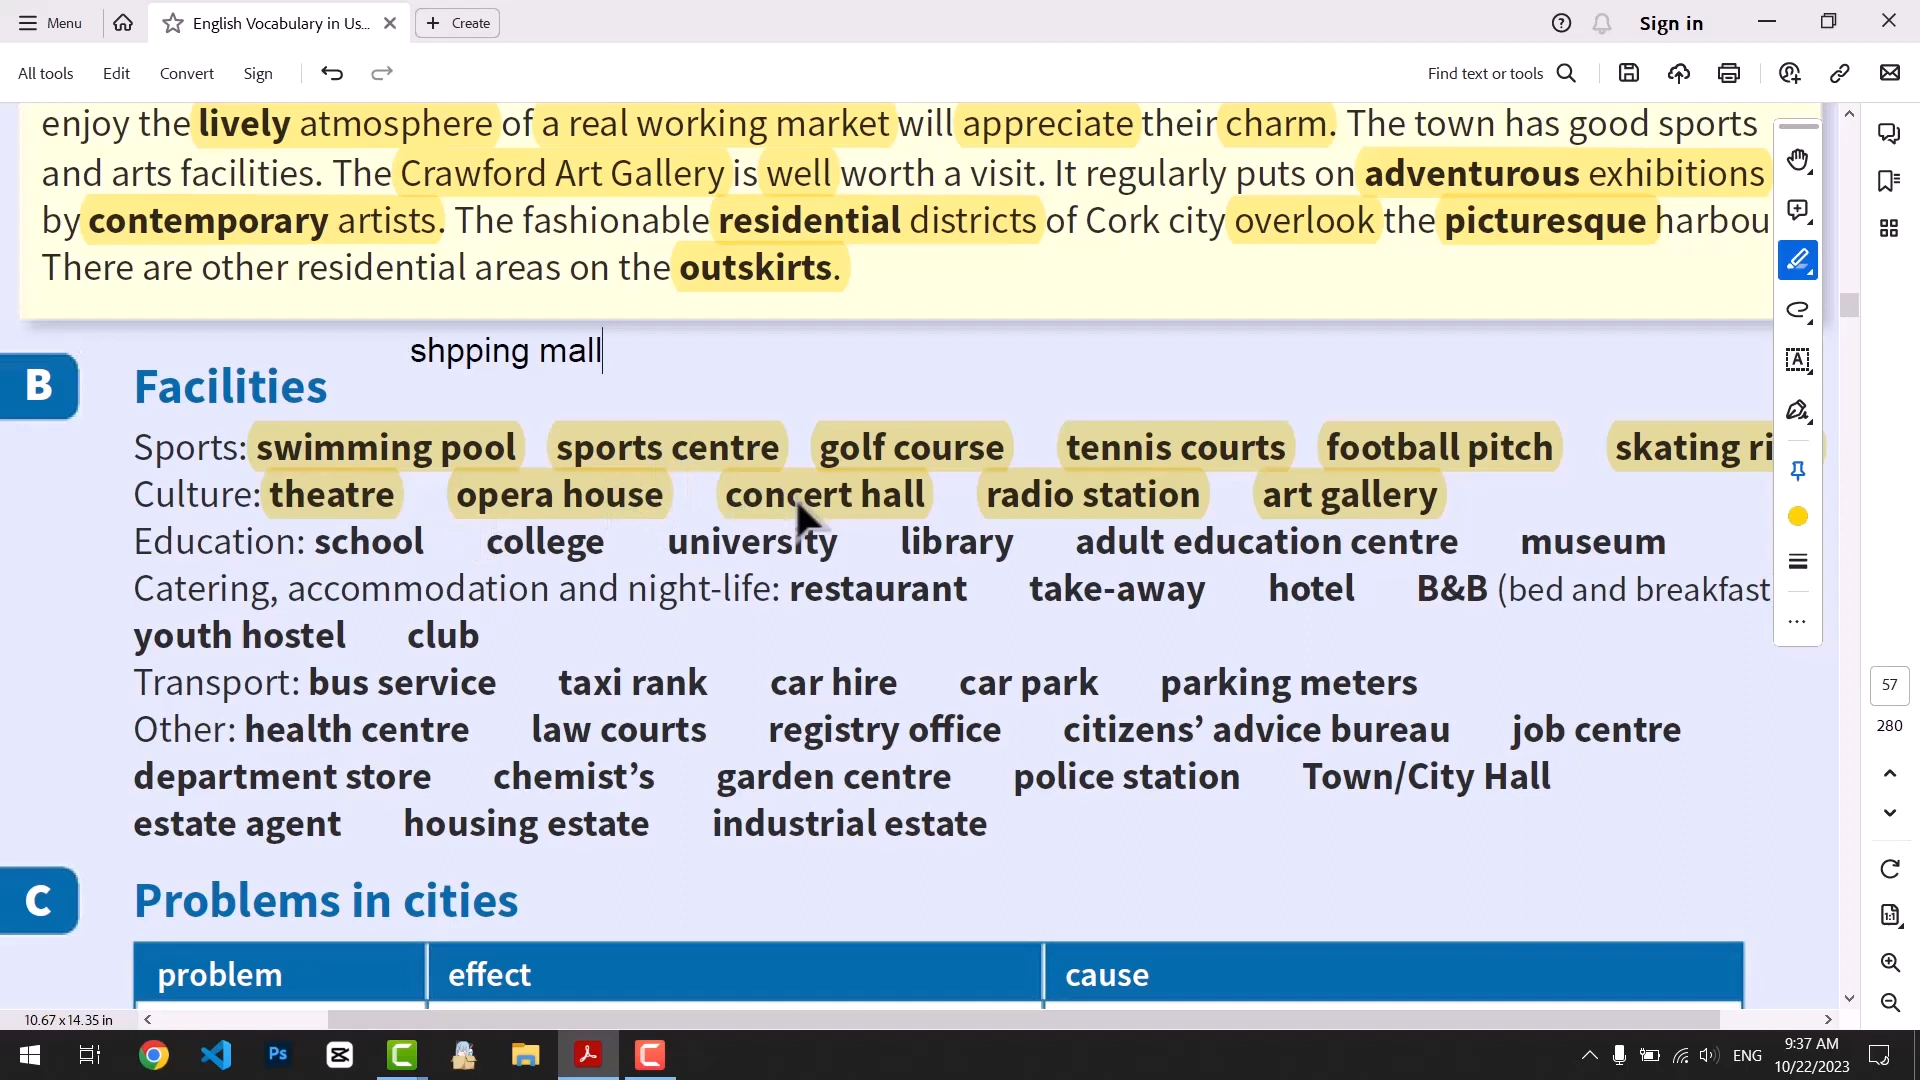 Menu
English Vocabulary in Us...
Create
Sign in
All tools Edit Convert Sign
Find text or tools
enjoy the lively atmosphere of a real working market will appreciate their charm. The town has good sports
and arts facilities. The Crawford Art Gallery is well worth a visit. It regularly puts on adventurous exhibitions
by contemporary artists. The fashionable residential districts of Cork city overlook the picturesque harbou
There are other residential areas on the outskirts.
shpping mall
B Facilities
Sports: swimming pool sports centre golf course tennis courts football pitch skating ri
Culture: theatre opera house concert hall radio station art gallery
Education: school college university library adult education centre museum
Catering, accommodation and night-life: restaurant take-away hotel B&B (bed and breakfast
youth hostel club
Transport: bus service taxi rank car hire car park parking meters
Other: health centre law courts registry office citizens’ advice bureau job centre
department store chemist’s garden centre police station Town/City Hall
estate agent housing estate industrial estate
C Problems in cities
problem effect cause
57
280
10.67 x 14.35 in
ENG
9:37 AM
10/22/2023